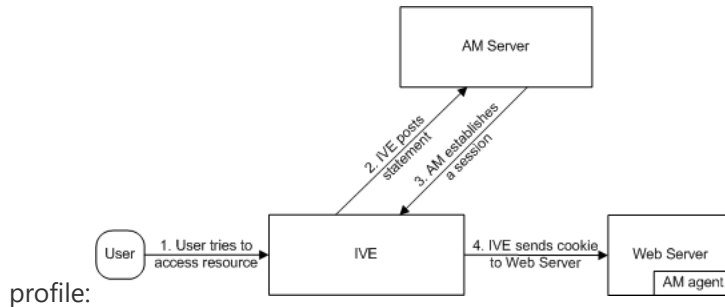 AM Server
2. IVE posts
statement
3. AM establishes
a session
User
1. User tries to
access resource
IVE
4. IVE sends cookie
to Web Server
Web Server
AM agent
profile: